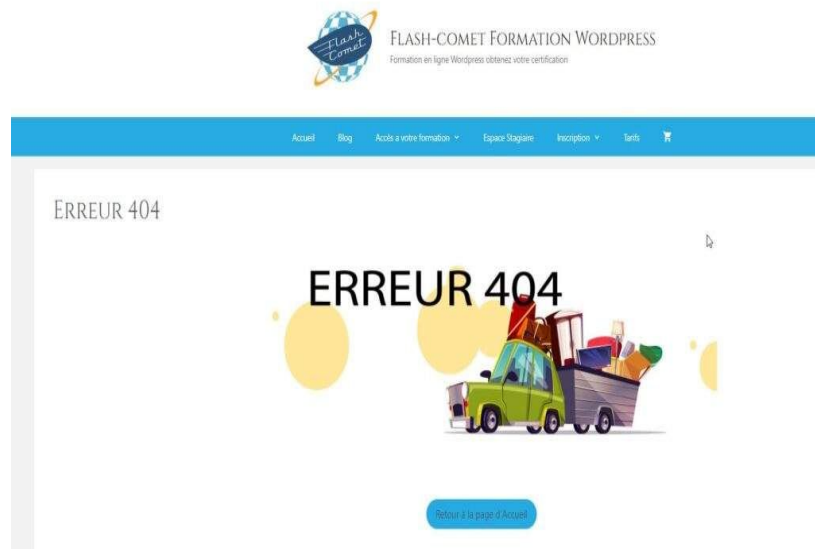 Flash
Comet
FLASH-COMET FORMATION WORDPRESS
Formation en ligne Wordpress obtenez votre certification
Accueil Blog Accès a votre formation Espace Stagiaire Inscription Tarifs
ERREUR 404
ERREUR 404
Retour à la page d'Accueil